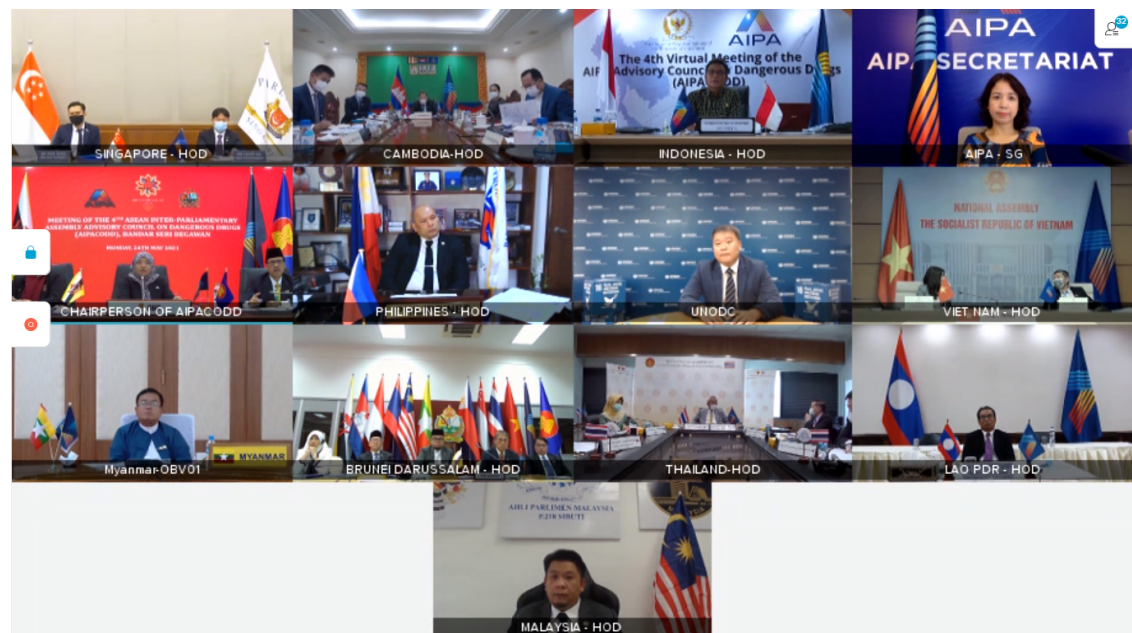 32
SINGAPORE - HOD
CAMBODIA-HOD
AIPA
The 4th Virtual Meeting of the
Advisory Council on Dangerous Drugs
INDONESIA - HOD
AIPA
AIPA SECRETARIAT
AIPA - SG
MEETING OF THE 4TH ASEAN INTER-PARLIAMENTARY
ASSEMBLY ADVISORY COUNCIL ON DANGEROUS DRUGS
(AIPACODD), BANDAR SERI BEGAWAN
MONDAY, 24TH MAY 2021
CHAIRPERSON OF AIPACODD
PHILIPPINES - HOD
UNODC
NATIONAL ASSEMBLY
THE SOCIALIST REPUBLIC OF VIETNAM
VIET NAM - HOD
MYANMAR
Myanmar-OBV01
BRUNEI DARUSSALAM - HOD
THAILAND-HOD
LAO PDR - HOD
AHLI PARLIMEN MALAYSIA
P.218 SIBUTI
MALAYSIA - HOD